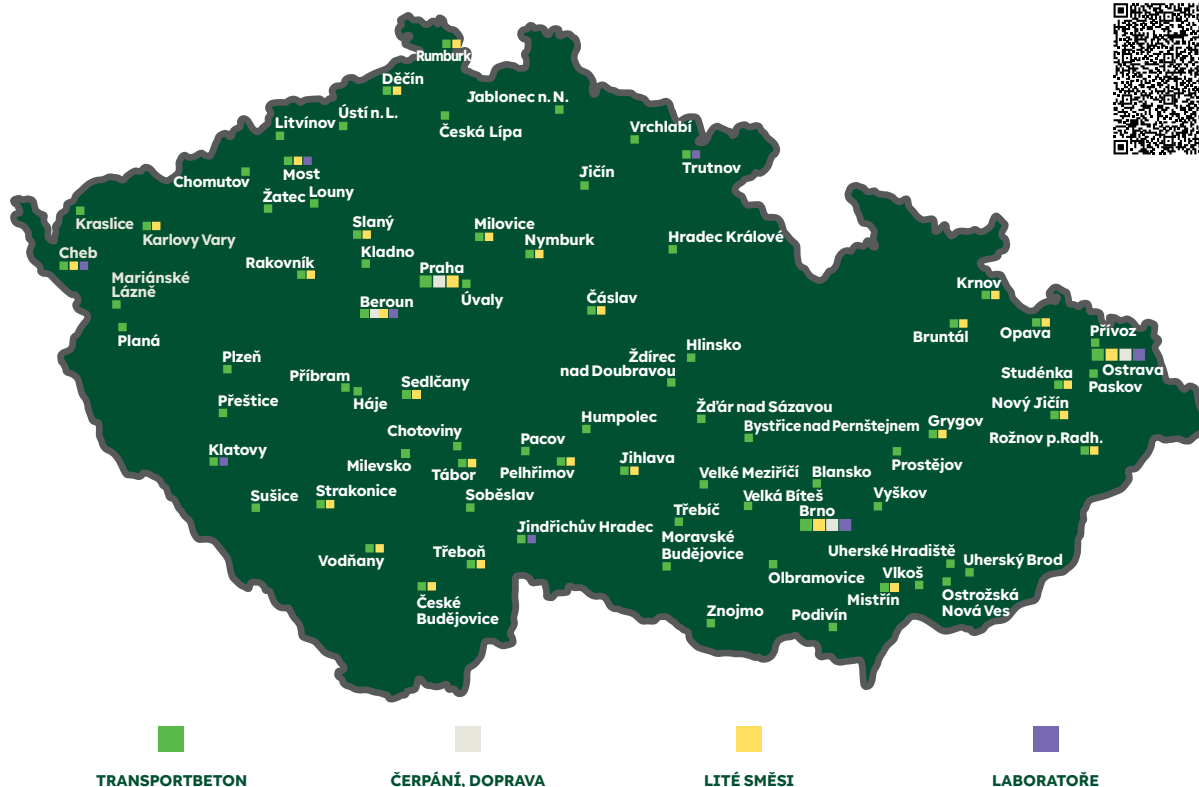 Rumburk
Děčín
Jablonec n. N.
Ústí n. L.
Litvínov
Česká Lípa
Vrchlabí
Most
Trutnov
Chomutov
Jičín
Žatec
Louny
Kraslice
Slaný
Milovice
Karlovy Vary
Nymburk
Hradec Králové
Cheb
Kladno
Rakovník
Praha
Mariánské
Lázně
Krnov
Úvaly
Čáslav
Beroun
Bruntál
Opava
Přívoz
Planá
Hlinsko
Plzeň
Ždírec
nad Doubravou
Ostrava
Příbram
Sedlčany
Studénka
Paskov
Přeštice
Háje
Nový Jičín
Žďár nad Sázavou
Humpolec
Grygov
Bystřice nad Pernštejnem
Chotoviny
Pacov
Rožnov p.Radh.
Klatovy
Milevsko
Jihlava
Prostějov
Tábor
Pelhřimov
Velké Meziříčí
Blansko
Strakonice
Sušice
Soběslav
Velká Bíteš
Vyškov
Třebíč
Brno
Jindřichův Hradec
Moravské
Budějovice
Třeboň
Uherské Hradiště
Vodňany
Uherský Brod
Vlkoš
Olbramovice
Mistřín
Ostrožská
Nová Ves
České
Budějovice
Znojmo
Podivín
TRANSPORTBETON
ČERPÁNÍ, DOPRAVA
LITÉ SMĚSI
LABORATOŘE